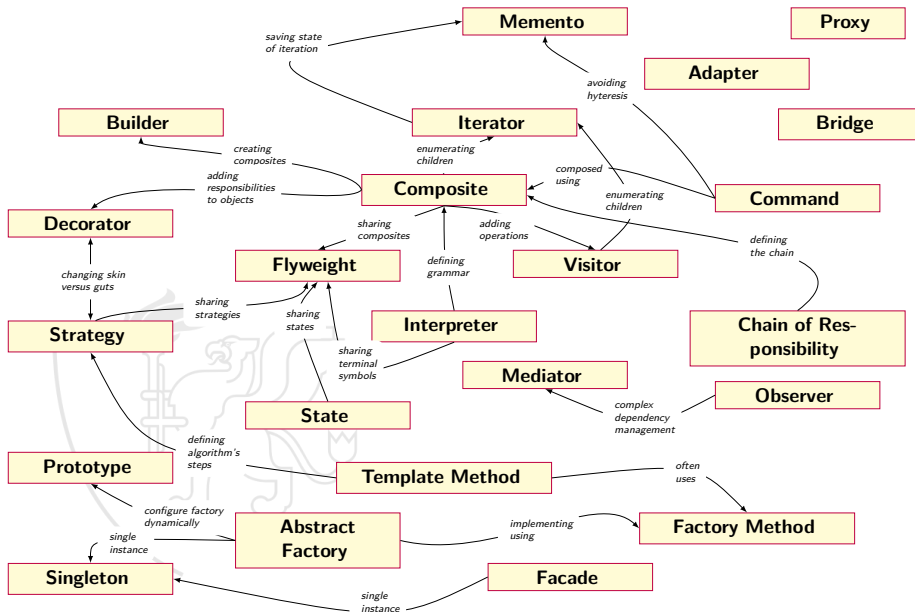 Memento
Proxy
saving state
of iteration
Adapter
avoiding
hyteresis
Builder
Iterator
Bridge
creating
composites
enumerating
children
composed
using
adding
responsibilities
to objects
Composite
enumerating
children
Command
Decorator
sharing
composites
adding
operations
defining
the chain
Flyweight
Visitor
changing skin
versus guts
defining
grammar
sharing
strategies
sharing
states
Strategy
Interpreter
Chain of Res-
ponsibility
sharing
terminal
symbols
Mediator
Observer
State
complex
dependency
management
defining
algorithm's
steps
Prototype
Template Method
often
uses
configure factory
dynamically
Abstract
Factory
implementing
using
Factory Method
single
instance
Singleton
Facade
single
instance